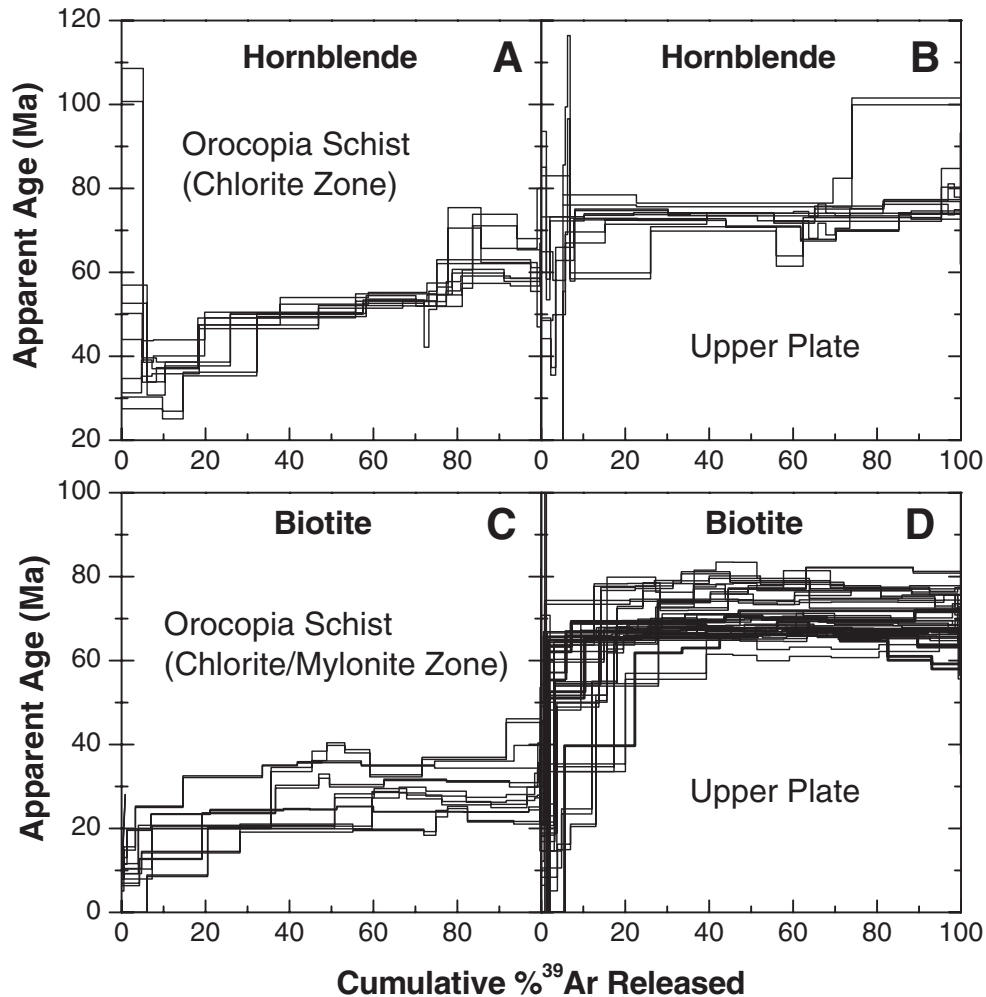 Apparent Age (Ma)
120
100
80
60
40
20
Hornblende
A
Orocopia Schist
(Chlorite Zone)
0
20
40
60
80
Hornblende
B
Upper Plate
0
20
40
60
80
100
Apparent Age (Ma)
100
80
60
40
20
0
Biotite
C
Orocopia Schist
(Chlorite/Mylonite Zone)
0
20
40
60
80
Biotite
D
Upper Plate
0
20
40
60
80
100
Cumulative %³⁹Ar Released